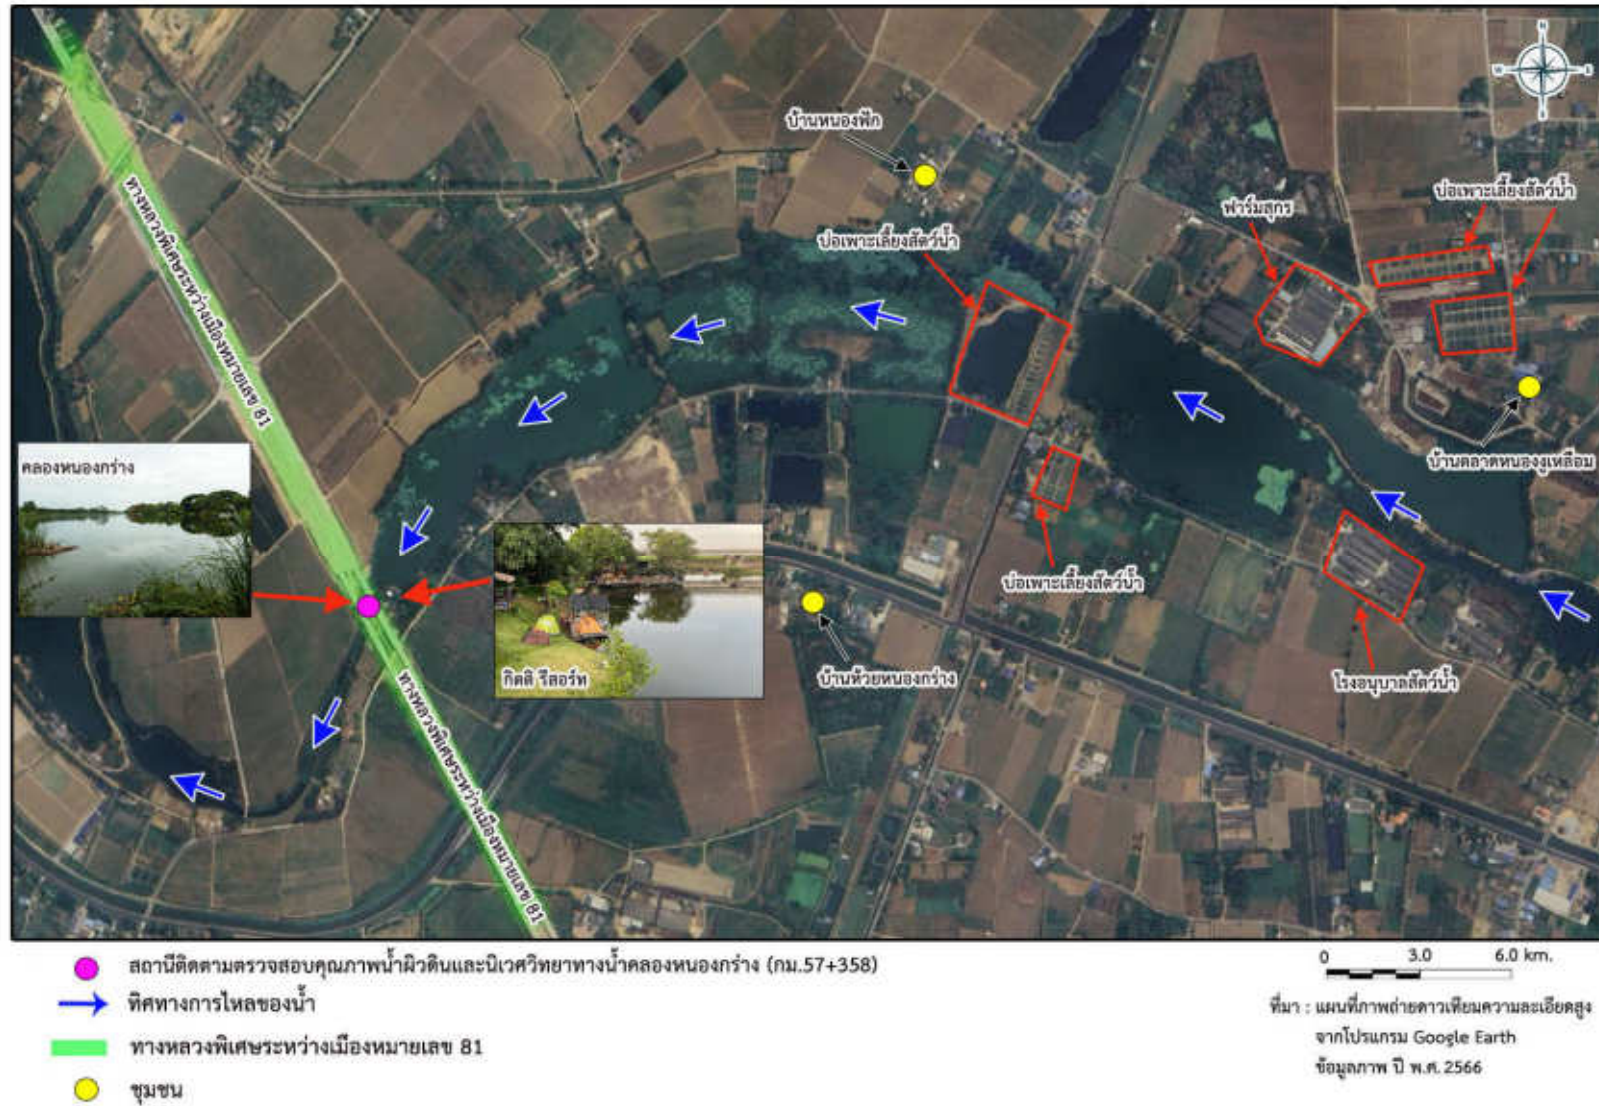 N
W
E
S
บ้านหนองฟัก
บ่อเพาะเลี้ยงสัตว์น้ำ
ฟาร์มสุกร
บ่อเพาะเลี้ยงสัตว์น้ำ
ทางหลวงพิเศษระหว่างเมืองหมายเลข 81
คลองหนองกร่าง
บ้านตลาดหนองงูเหลือม
บ่อเพาะเลี้ยงสัตว์น้ำ
กิตติ รีสอร์ท
บ้านห้วยหนองกร่าง
โรงอนุบาลสัตว์น้ำ
ทางหลวงพิเศษระหว่างเมืองหมายเลข 81
สถานีติดตามตรวจสอบคุณภาพน้ำผิวดินและนิเวศวิทยาทางน้ำคลองหนองกร่าง (กม.57+358)
ทิศทางการไหลของน้ำ
ทางหลวงพิเศษระหว่างเมืองหมายเลข 81
ชุมชน
0 3.0 6.0 km.
ที่มา : แผนที่ภาพถ่ายดาวเทียมความละเอียดสูง
จากโปรแกรม Google Earth
ข้อมูลภาพ ปี พ.ศ. 2566